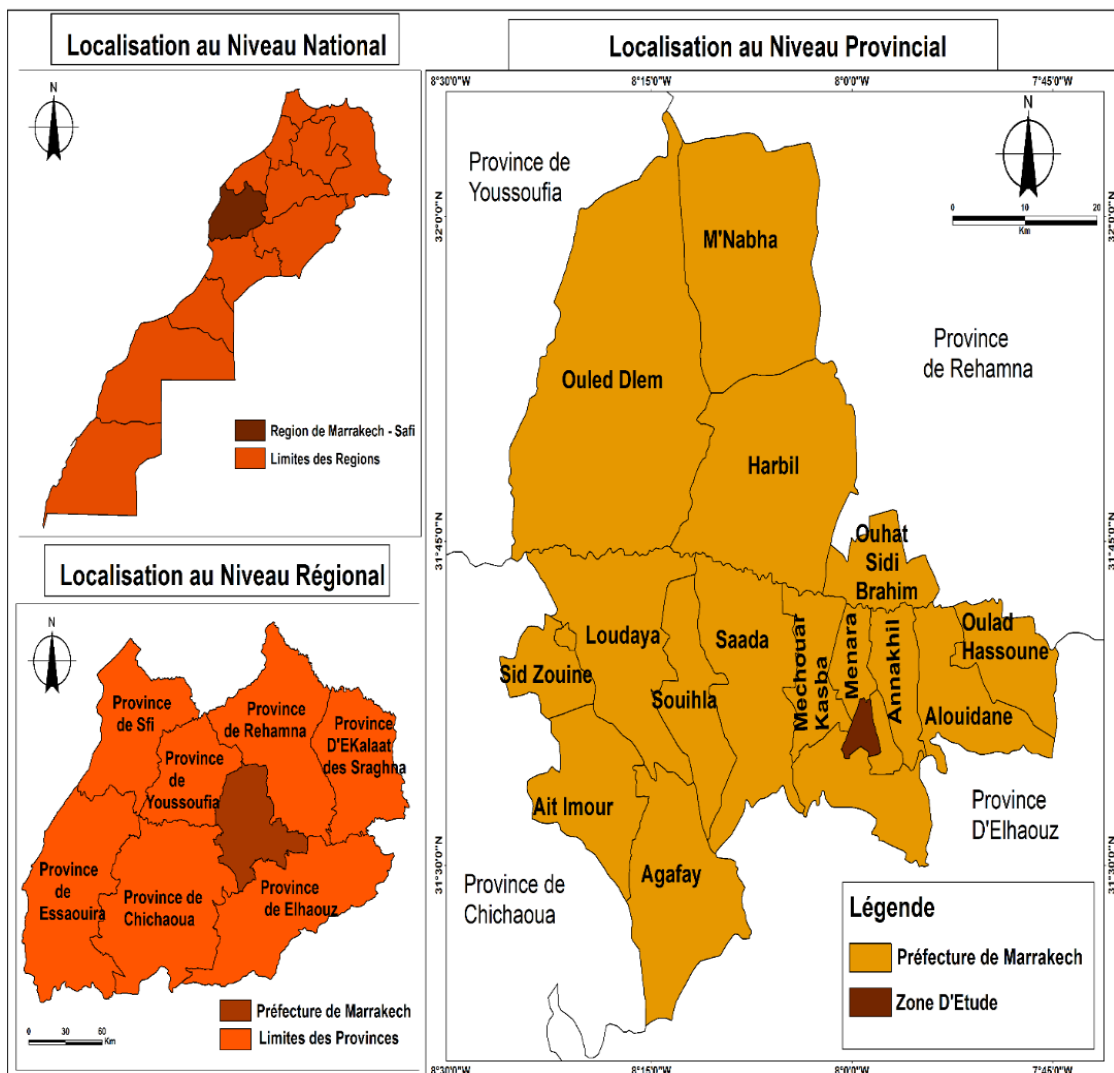 Localisation au Niveau National
N
Region de Marrakech - Safi
Limites des Regions
Localisation au Niveau Régional
N
Province
de Sfi
Province
de Rehamna
Province
D'EKalaat
des Sraghna
Province
de
Youssoufia
Province
de
Essaouira
Province
de
Chichaoua
Province
de Elhaouz
0 30 60
Km
Préfecture de Marrakech
Limites des Provinces
Localisation au Niveau Provincial
8°30'0"W 8°15'0"W 8°0'0"W 7°45'0"W
32°0'0"N
31°45'0"N
31°30'0"N
32°0'0"N
31°45'0"N
31°30'0"N
N
0 10 20
Km
Province de
Youssoufia
M'Nabha
Province
de Rehamna
Ouled Dlem
Harbil
Ouhat
Sidi
Brahim
Loudaya
Saada
Mechouar
Kasba
Menara
Annakhil
Oulad
Hassoune
Sid Zouine
Souihla
Alouidane
Ait Imour
Agafay
Province
D'Elhaouz
Province de
Chichaoua
Légende
Préfecture de Marrakech
Zone D'Etude
8°30'0"W 8°15'0"W 8°0'0"W 7°45'0"W